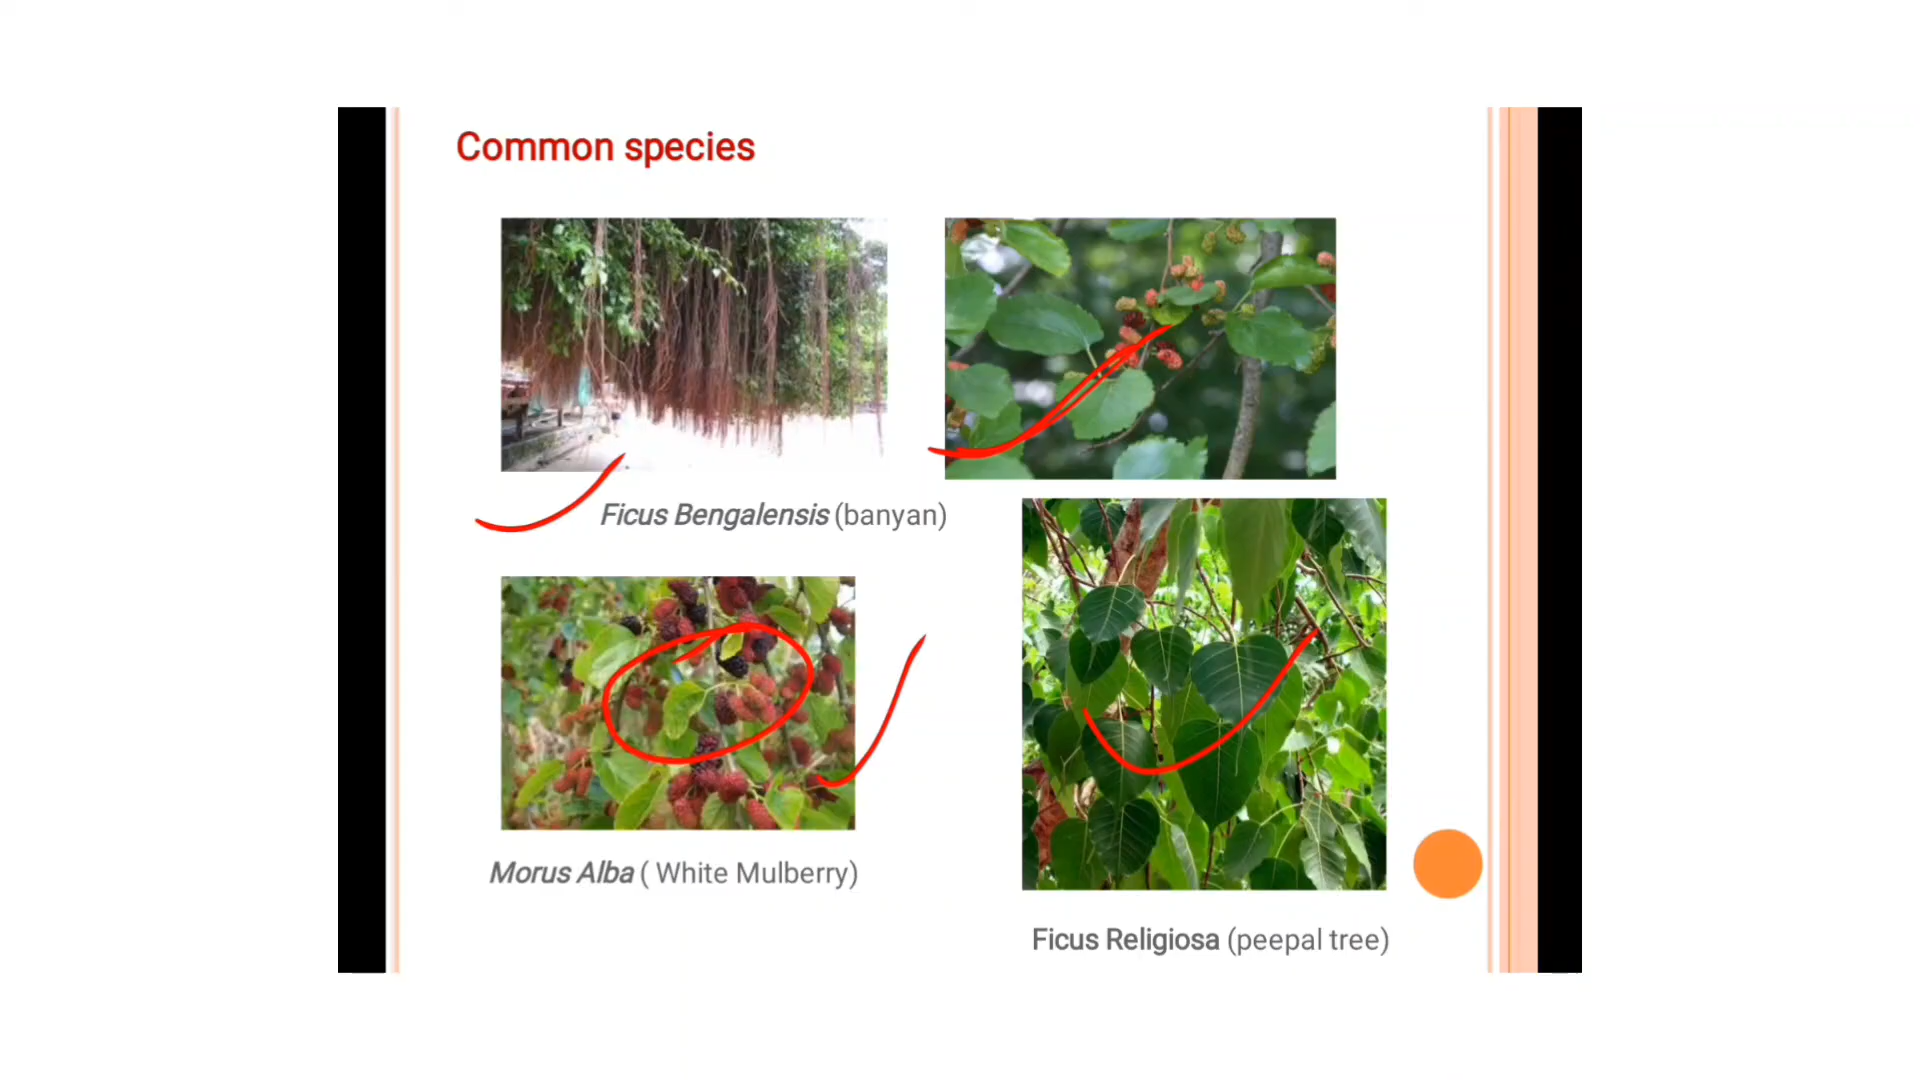 Common species
Ficus Bengalensis (banyan)
Morus Alba ( White Mulberry)
Ficus Religiosa (peepal tree)